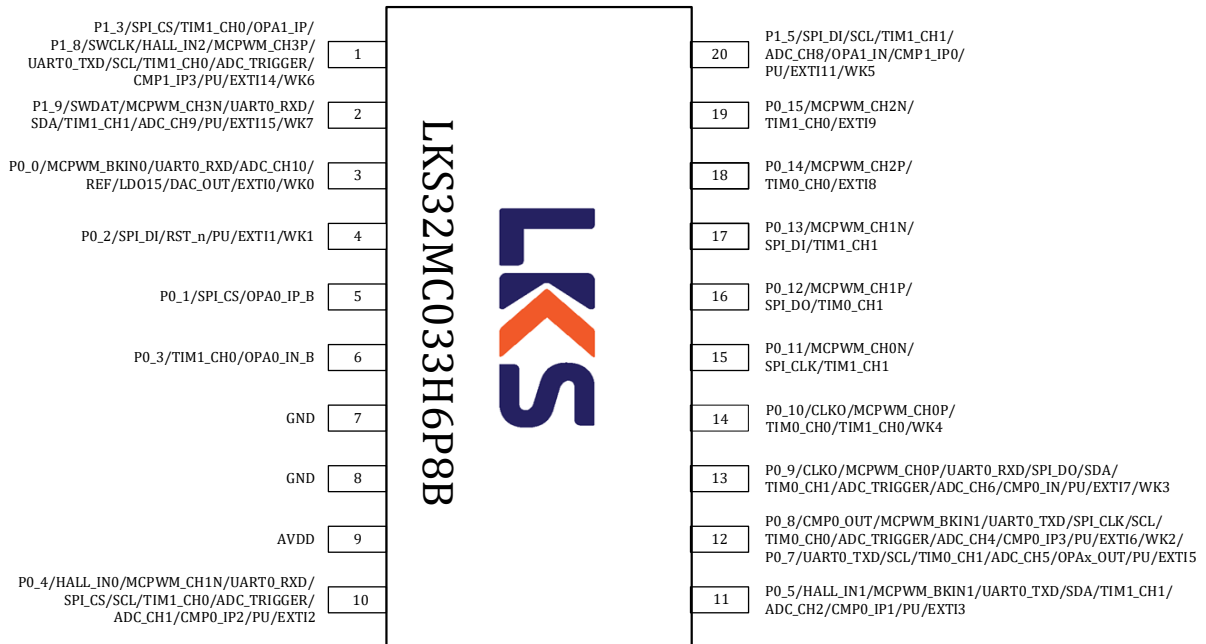 P1_3/SPI_CS/TIM1_CH0/OPA1_IP/
P1_8/SWCLK/HALL_IN2/MCPWM_CH3P/
UART0_TXD/SCL/TIM1_CH0/ADC_TRIGGER/
CMP1_IP3/PU/EXTI14/WK6
1
P1_9/SWDAT/MCPWM_CH3N/UART0_RXD/
SDA/TIM1_CH1/ADC_CH9/PU/EXTI15/WK7
2
P0_0/MCPWM_BKIN0/UART0_RXD/ADC_CH10/
REF/LDO15/DAC_OUT/EXTI0/WK0
3
P0_2/SPI_DI/RST_n/PU/EXTI1/WK1
4
P0_1/SPI_CS/OPA0_IP_B
5
P0_3/TIM1_CH0/OPA0_IN_B
6
GND
7
GND
8
AVDD
9
P0_4/HALL_IN0/MCPWM_CH1N/UART0_RXD/
SPI_CS/SCL/TIM1_CH0/ADC_TRIGGER/
ADC_CH1/CMP0_IP2/PU/EXTI2
10
LKS32MC033H6P8B
LKS
20
P1_5/SPI_DI/SCL/TIM1_CH1/
ADC_CH8/OPA1_IN/CMP1_IP0/
PU/EXTI11/WK5
19
P0_15/MCPWM_CH2N/
TIM1_CH0/EXTI9
18
P0_14/MCPWM_CH2P/
TIM0_CH0/EXTI8
17
P0_13/MCPWM_CH1N/
SPI_DI/TIM1_CH1
16
P0_12/MCPWM_CH1P/
SPI_DO/TIM0_CH1
15
P0_11/MCPWM_CH0N/
SPI_CLK/TIM1_CH1
14
P0_10/CLKO/MCPWM_CH0P/
TIM0_CH0/TIM1_CH0/WK4
13
P0_9/CLKO/MCPWM_CH0P/UART0_RXD/SPI_DO/SDA/
TIM0_CH1/ADC_TRIGGER/ADC_CH6/CMP0_IN/PU/EXTI7/WK3
12
P0_8/CMP0_OUT/MCPWM_BKIN1/UART0_TXD/SPI_CLK/SCL/
TIM0_CH0/ADC_TRIGGER/ADC_CH4/CMP0_IP3/PU/EXTI6/WK2/
P0_7/UART0_TXD/SCL/TIM0_CH1/ADC_CH5/OPAx_OUT/PU/EXTI5
11
P0_5/HALL_IN1/MCPWM_BKIN1/UART0_TXD/SDA/TIM1_CH1/
ADC_CH2/CMP0_IP1/PU/EXTI3